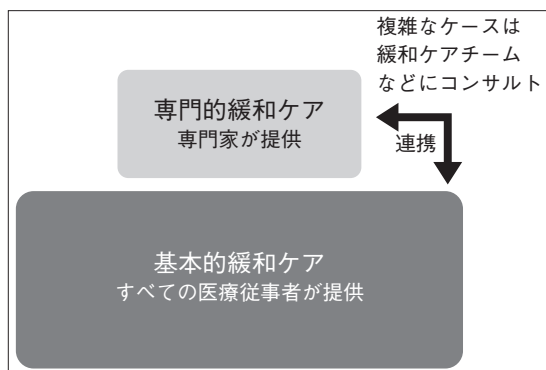 複雑なケースは
緩和ケアチーム
などにコンサルト
専門的緩和ケア
専門家が提供
連携
基本的緩和ケア
すべての医療従事者が提供